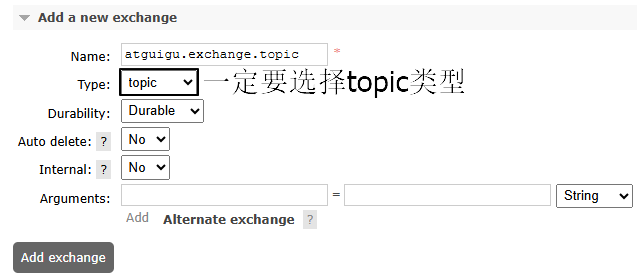 Add a new exchange
Name: atguigu.exchange.topic *
Type: topic 一定要选择topic类型
Durability: Durable
Auto delete: ? No
Internal: ? No
Arguments: = String
Add Alternate exchange ?
Add exchange